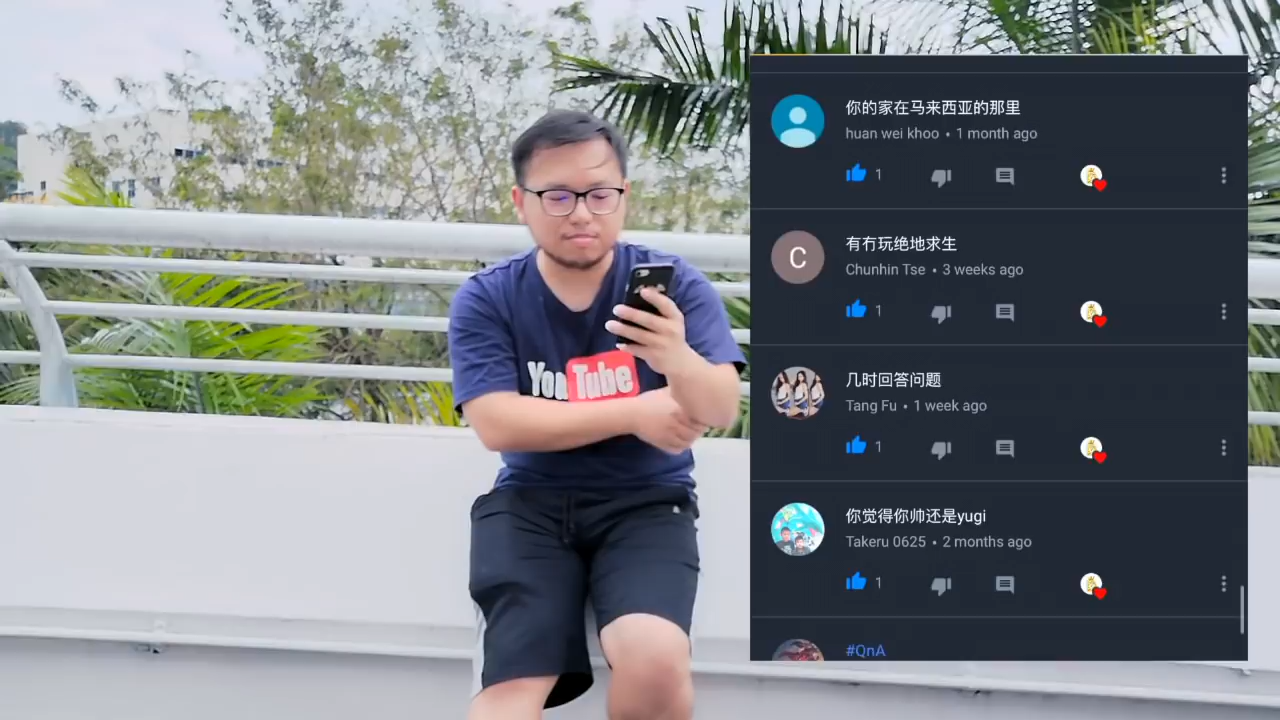 You Tube
你的家在马来西亚的那里
huan wei khoo • 1 month ago
1
有冇玩绝地求生
C
Chunhin Tse • 3 weeks ago
1
几时回答问题
Tang Fu • 1 week ago
1
你觉得你帅还是yugi
Takeru 0625 • 2 months ago
1
#QnA